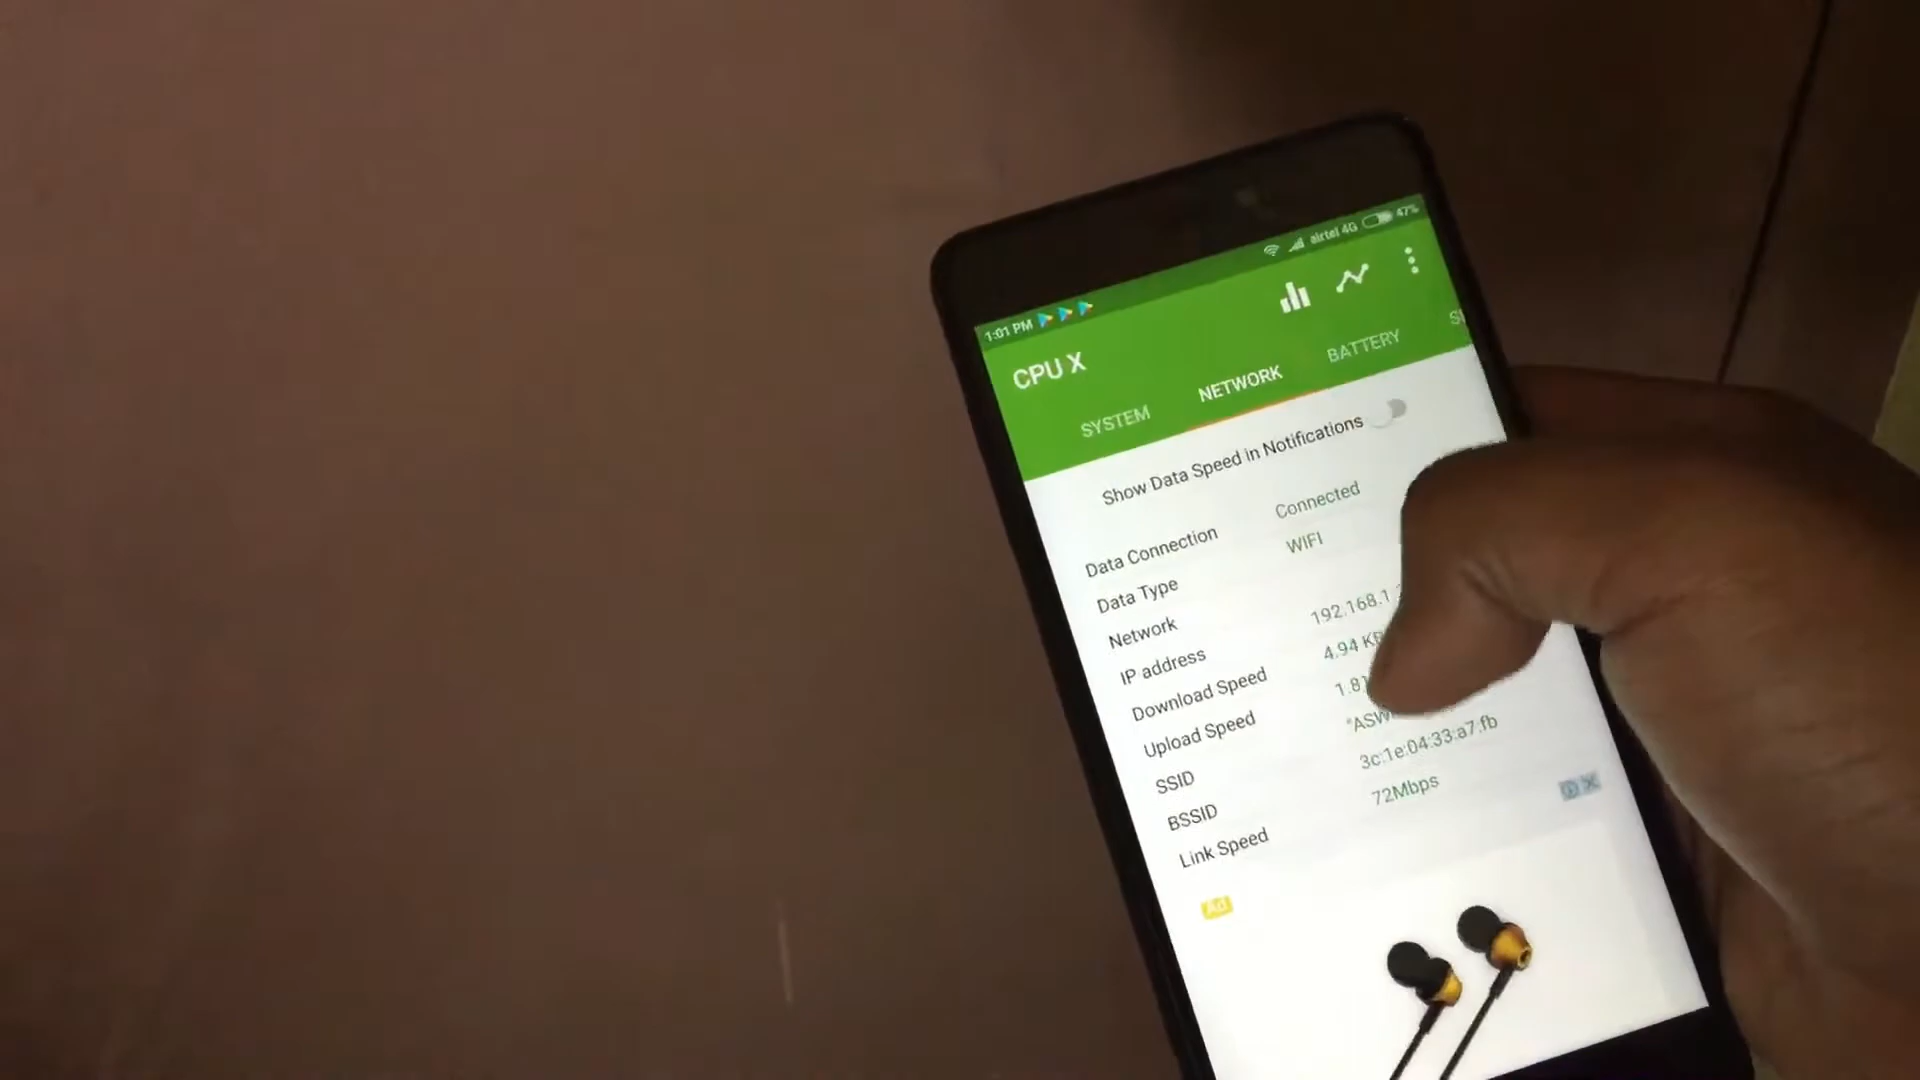 1:01 PM airtel 4G 47%
CPU X
SYSTEM NETWORK BATTERY
Show Data Speed in Notifications
Data Connection Connected
Data Type WIFI
Network
IP address 192.168.1
Download Speed 4.94
Upload Speed
SSID
BSSID 3c:1e:04:33:a7:fb
Link Speed 72Mbps
Ad